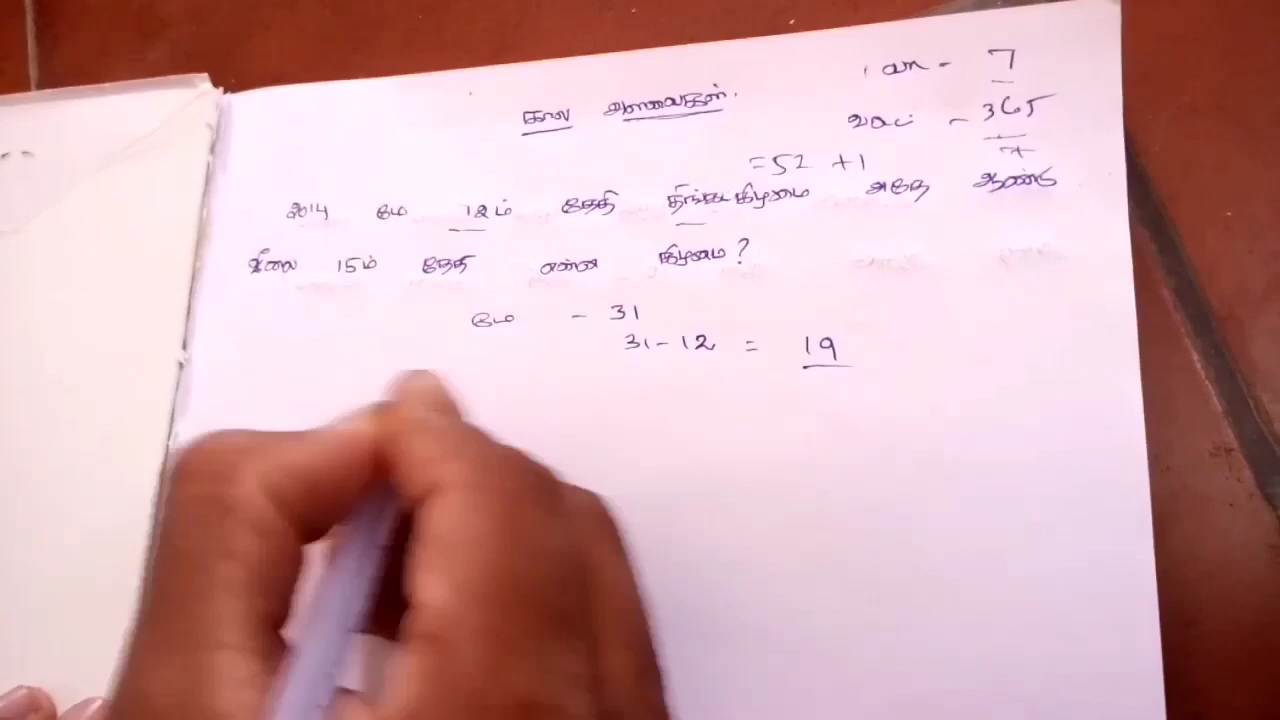 கால அளவைகள்.
1 வா - 7
வரு - 365
7
= 52 + 1
2014 மே 12ம் தேதி திங்கட்கிழமை அதே ஆண்டு
15ம் தேதி என்ன கிழமை?
மே - 31
31 - 12 = 19